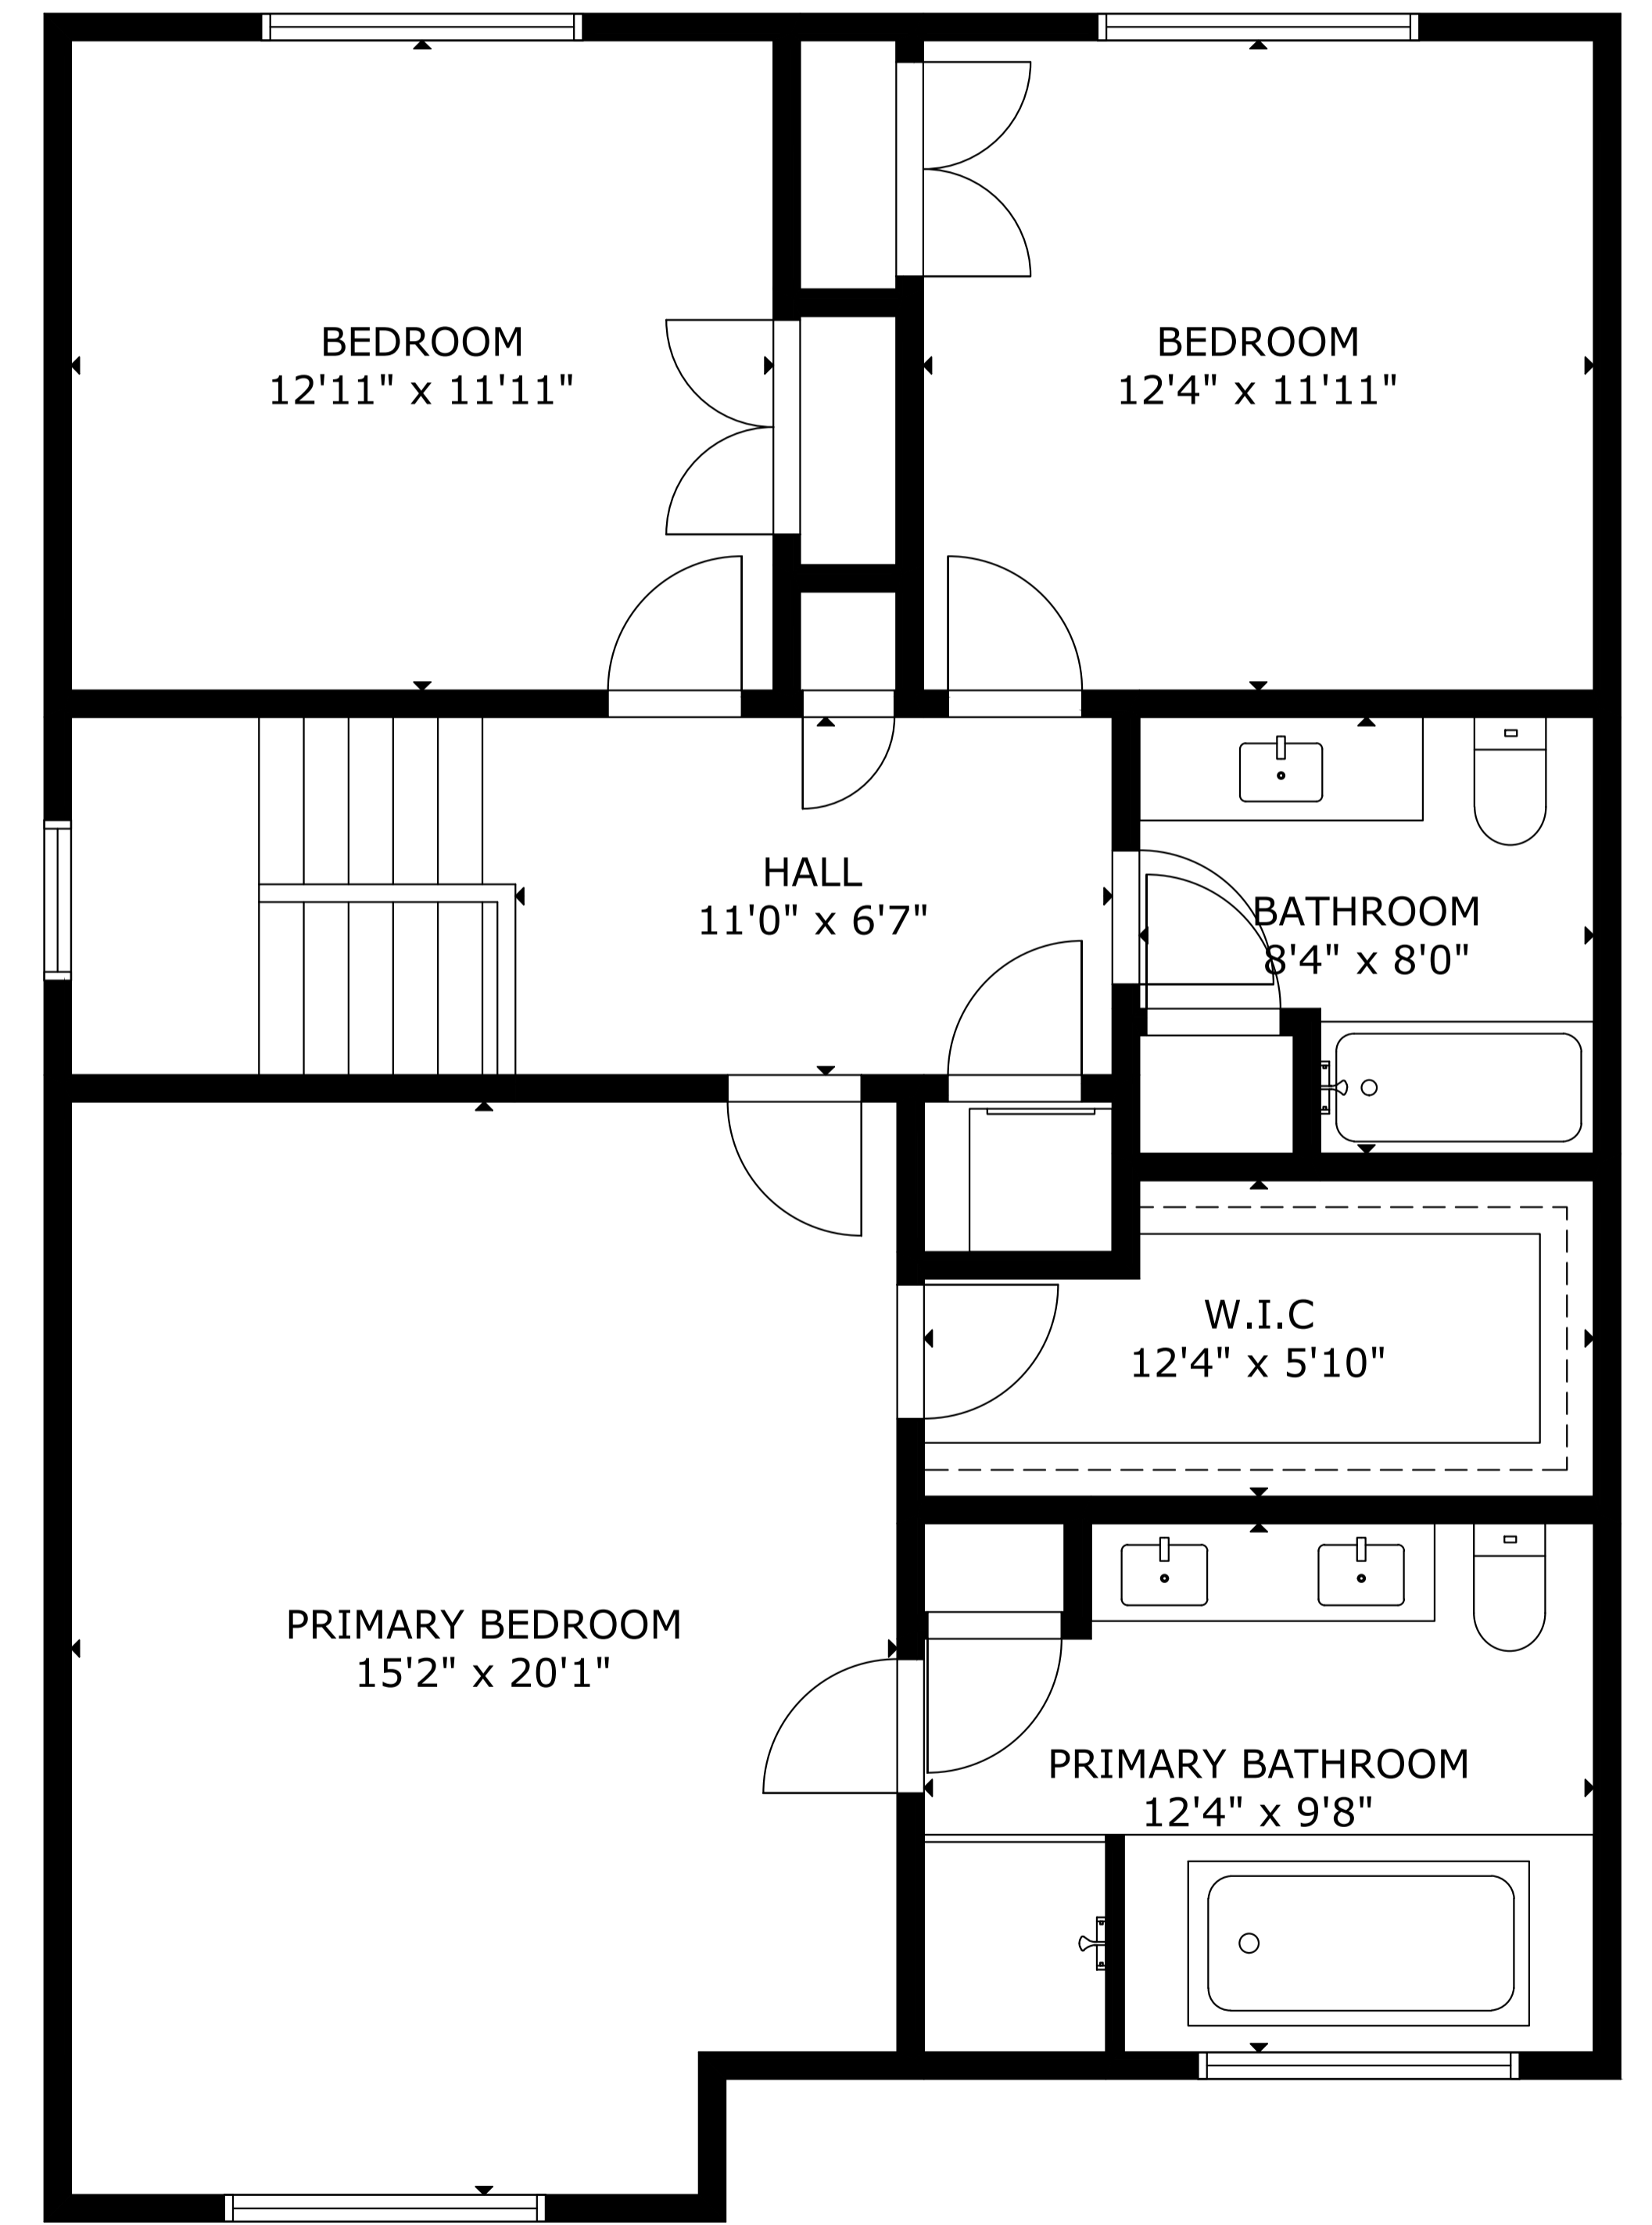 BEDROOM
12'11" x 11'11"
BEDROOM
12'4" x 11'11"
HALL
11'0" x 6'7"
BATHROOM
8'4" x 8'0"
W.I.C
12'4" x 5'10"
PRIMARY BEDROOM
15'2" x 20'1"
PRIMARY BATHROOM
12'4" x 9'8"